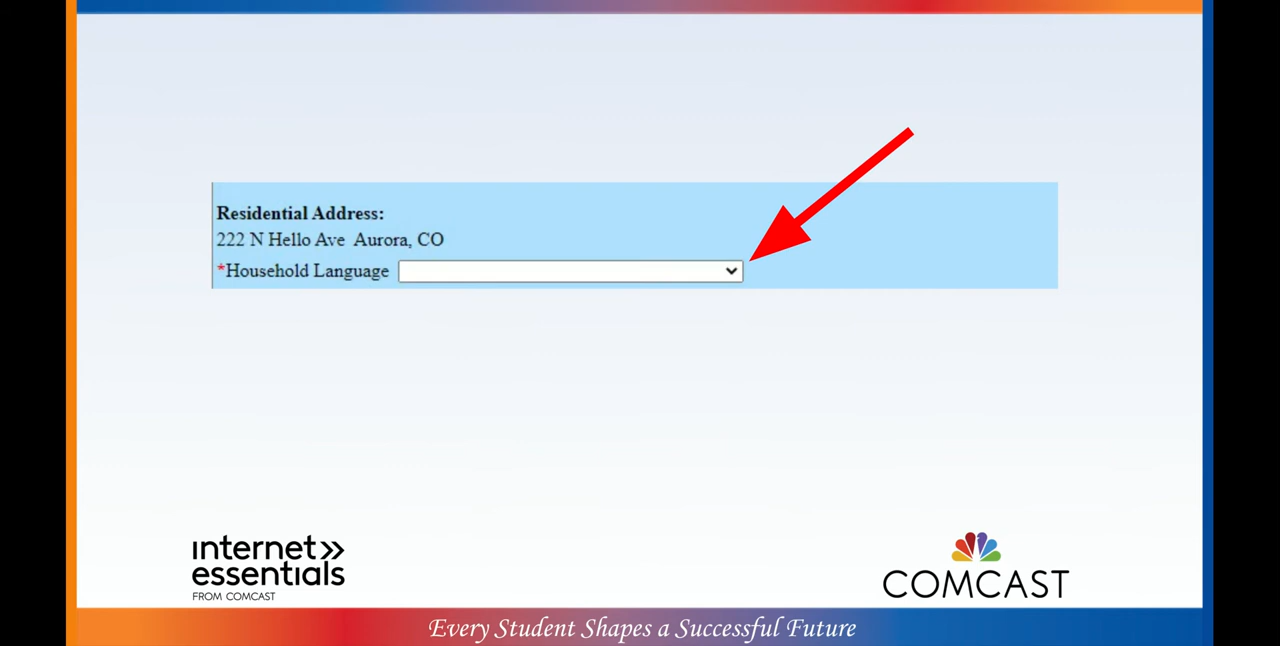 Residential Address:
222 N Hello Ave Aurora, CO
*Household Language
internet
essentials
FROM COMCAST
COMCAST
Every Student Shapes a Successful Future